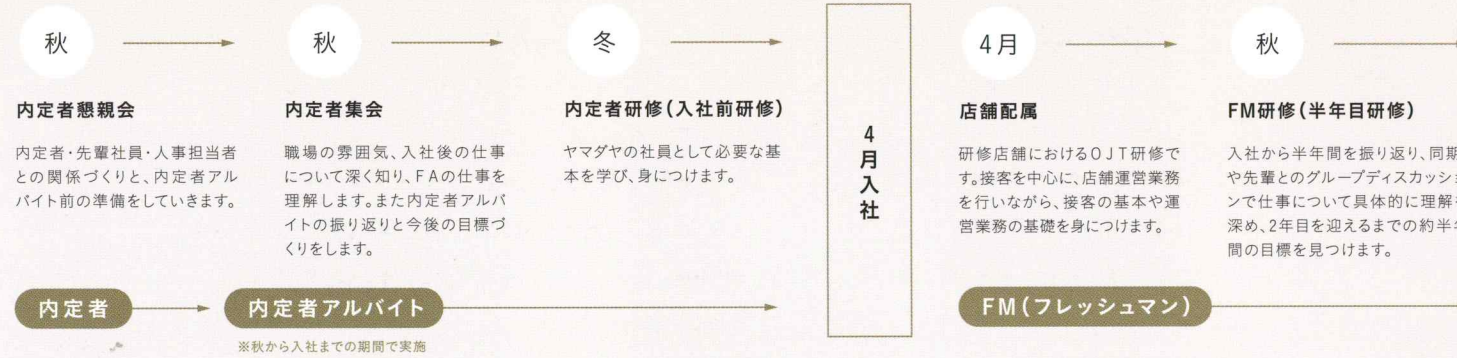 秋
内定者懇親会
内定者・先輩社員・人事担当者
との関係づくりと、内定者アル
バイト前の準備をしていきます。
秋
内定者集会
職場の雰囲気、入社後の仕事
について深く知り、FAの仕事を
理解します。また内定者アルバ
イトの振り返りと今後の目標づ
くりをします。
冬
内定者研修(入社前研修)
ヤマダヤの社員として必要な基
本を学び、身につけます。
内定者
内定者アルバイト
※秋から入社までの期間で実施
4月入社
4月
店舗配属
研修店舗におけるOJT研修で
す。接客を中心に、店舗運営業務
を行いながら、接客の基本や運
営業務の基礎を身につけます。
秋
FM研修(半年目研修)
入社から半年間を振り返り、同期
や先輩とのグループディスカッショ
ンで仕事について具体的に理解
深め、2年目を迎えるまでの約半
間の目標を見つけます。
FM(フレッシュマン)